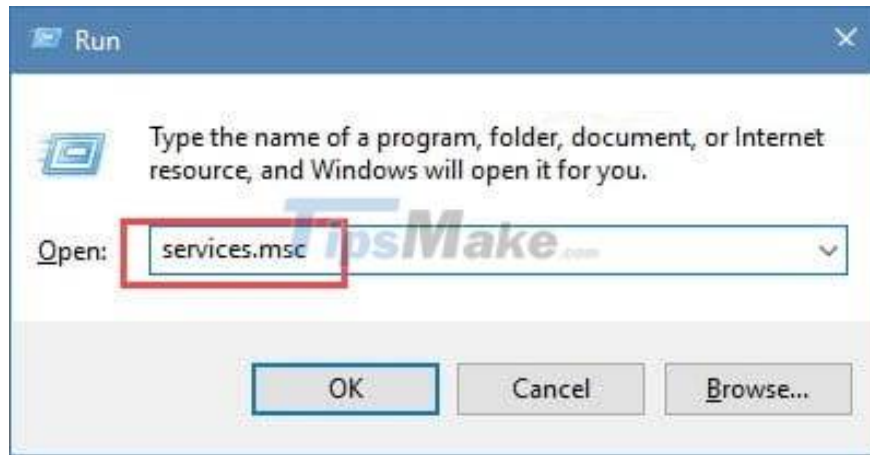 Run
Type the name of a program, folder, document, or Internet
resource, and Windows will open it for you.
TipsMake.com
Open: services.msc
OK Cancel Browse...